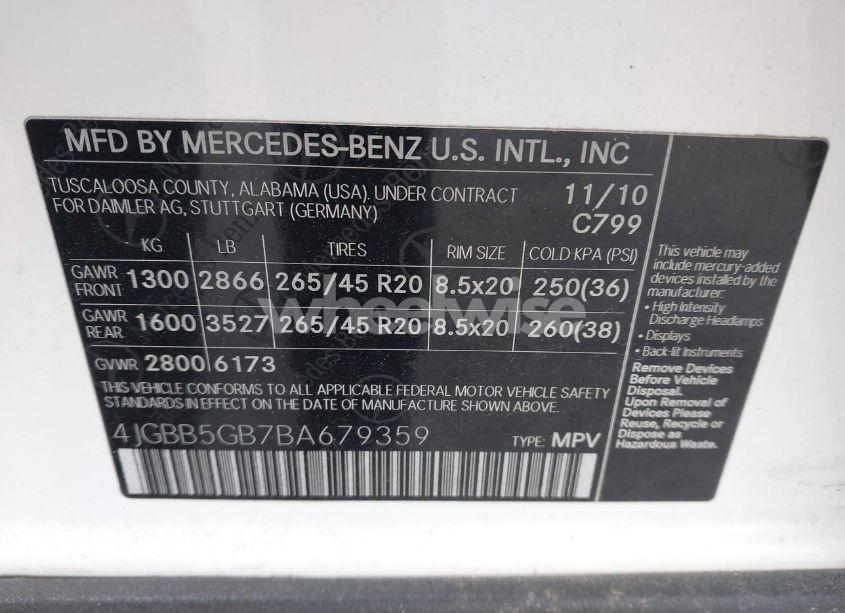 MFD BY MERCEDES-BENZ U.S. INTL., INC
TUSCALOOSA COUNTY, ALABAMA (USA). UNDER CONTRACT
FOR DAIMLER AG, STUTTGART (GERMANY)
11/10
C799
KG LB TIRES RIM SIZE COLD KPA (PSI)
GAWR FRONT 1300 2866 265/45 R20 8.5x20 250(36)
GAWR REAR 1600 3527 265/45 R20 8.5x20 260(38)
GVWR 2800 6173
THIS VEHICLE CONFORMS TO ALL APPLICABLE FEDERAL MOTOR VEHICLE SAFETY
STANDARDS IN EFFECT ON THE DATE OF MANUFACTURE SHOWN ABOVE.
4JGBB5GB7BA679359 TYPE: MPV
This vehicle may
include mercury-added
devices installed by the
manufacturer:
• High Intensity
Discharge Headlamps
• Displays
• Back-lit Instruments
Remove Devices
Before Vehicle
Disposal.
Upon Removal of
Devices Please
Reuse, Recycle or
Dispose as
Hazardous Waste.
wheelwise